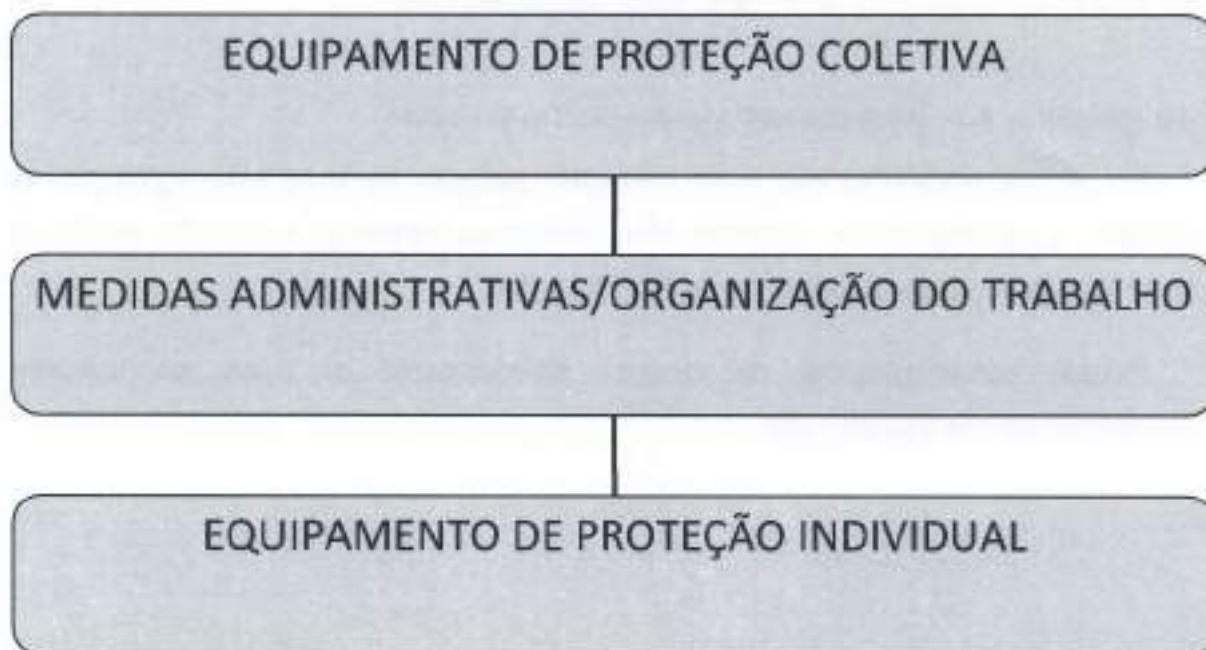 EQUIPAMENTO DE PROTEÇÃO COLETIVA
MEDIDAS ADMINISTRATIVAS/ORGANIZAÇÃO DO TRABALHO
EQUIPAMENTO DE PROTEÇÃO INDIVIDUAL